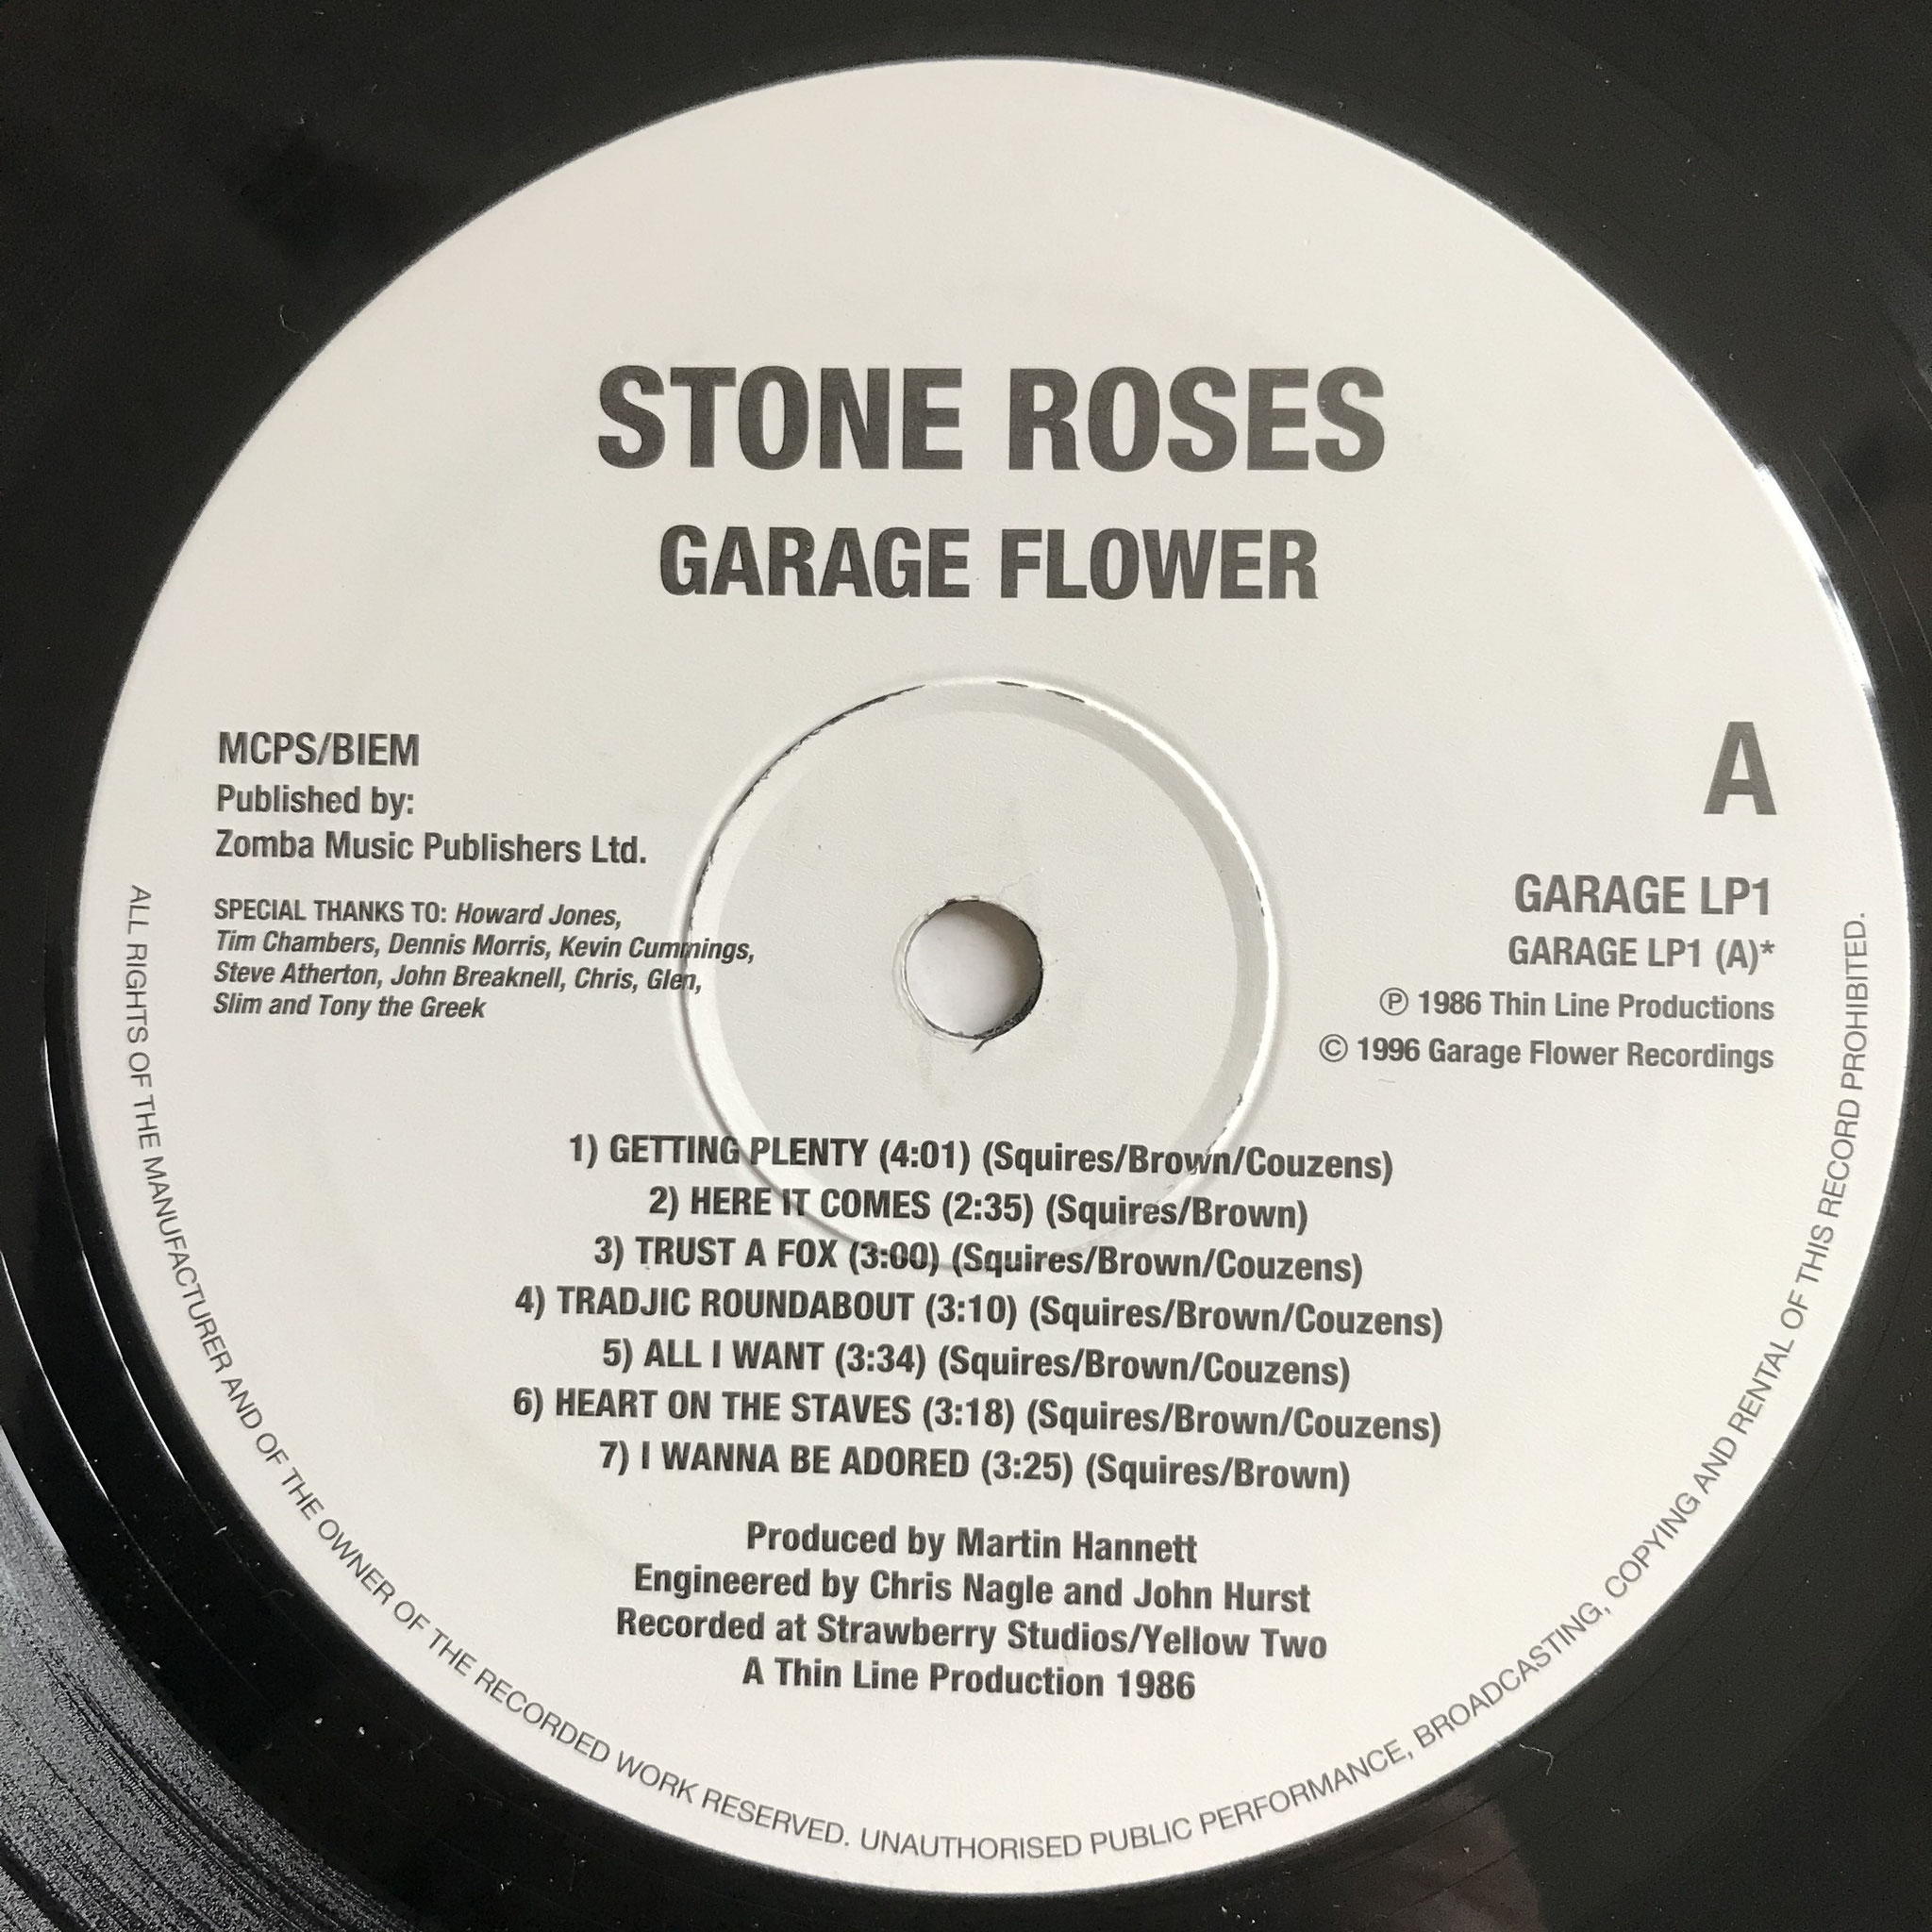 STONE ROSES
GARAGE FLOWER
MCPS/BIEM
Published by:
Zomba Music Publishers Ltd.
SPECIAL THANKS TO: Howard Jones,
Tim Chambers, Dennis Morris, Kevin Cummings,
Steve Atherton, John Breaknell, Chris, Glen,
Slim and Tony the Greek
A
GARAGE LP1
GARAGE LP1 (A)*
℗ 1986 Thin Line Productions
© 1996 Garage Flower Recordings
1) GETTING PLENTY (4:01) (Squires/Brown/Couzens)
2) HERE IT COMES (2:35) (Squires/Brown)
3) TRUST A FOX (3:00) (Squires/Brown/Couzens)
4) TRADJIC ROUNDABOUT (3:10) (Squires/Brown/Couzens)
5) ALL I WANT (3:34) (Squires/Brown/Couzens)
6) HEART ON THE STAVES (3:18) (Squires/Brown/Couzens)
7) I WANNA BE ADORED (3:25) (Squires/Brown)
Produced by Martin Hannett
Engineered by Chris Nagle and John Hurst
Recorded at Strawberry Studios/Yellow Two
A Thin Line Production 1986
ALL RIGHTS OF THE MANUFACTURER AND OF THE OWNER OF THE RECORDED WORK RESERVED. UNAUTHORISED PUBLIC PERFORMANCE, BROADCASTING, COPYING AND RENTAL OF THIS RECORD PROHIBITED.